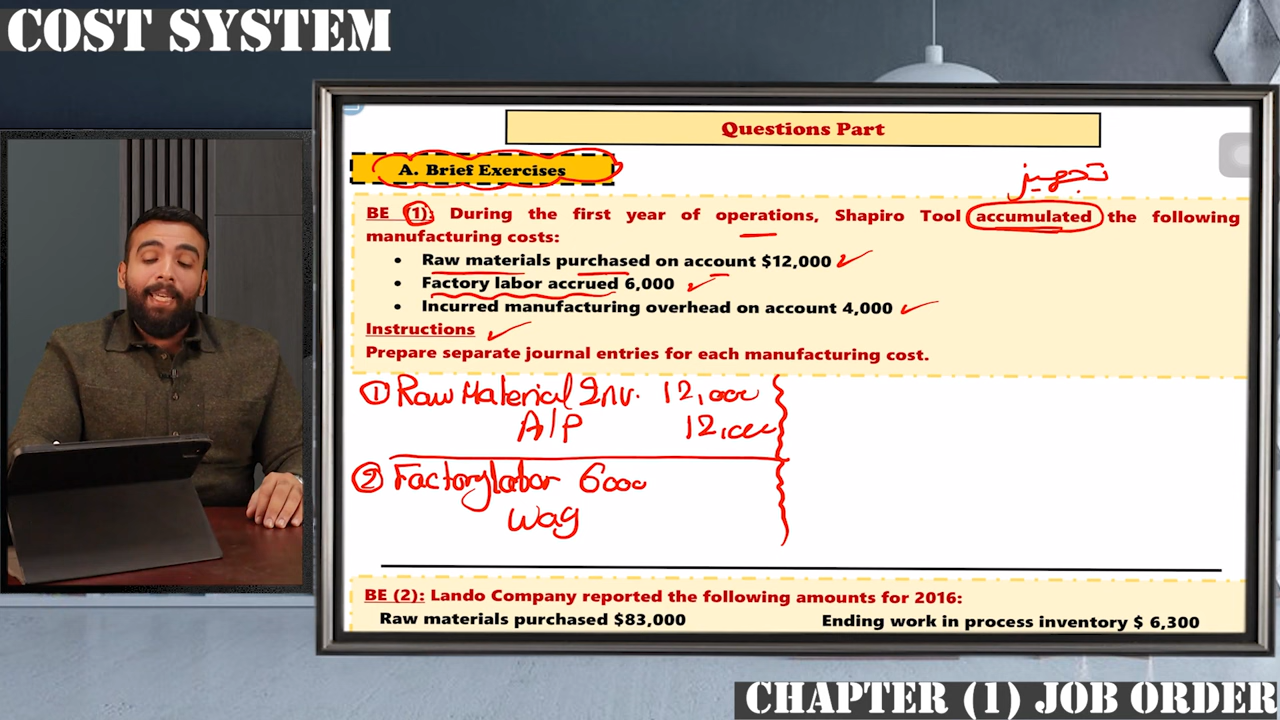 COST SYSTEM
Questions Part
A. Brief Exercises
تجهيز
BE (1): During the first year of operations, Shapiro Tool accumulated the following
manufacturing costs:
• Raw materials purchased on account $12,000
• Factory labor accrued 6,000
• Incurred manufacturing overhead on account 4,000
Instructions
Prepare separate journal entries for each manufacturing cost.
① Raw Material Inv. 12,000
A/P 12,000
② Factory labor 6000
Wag
BE (2): Lando Company reported the following amounts for 2016:
Raw materials purchased $83,000 Ending work in process inventory $ 6,300
CHAPTER (1) JOB ORDER